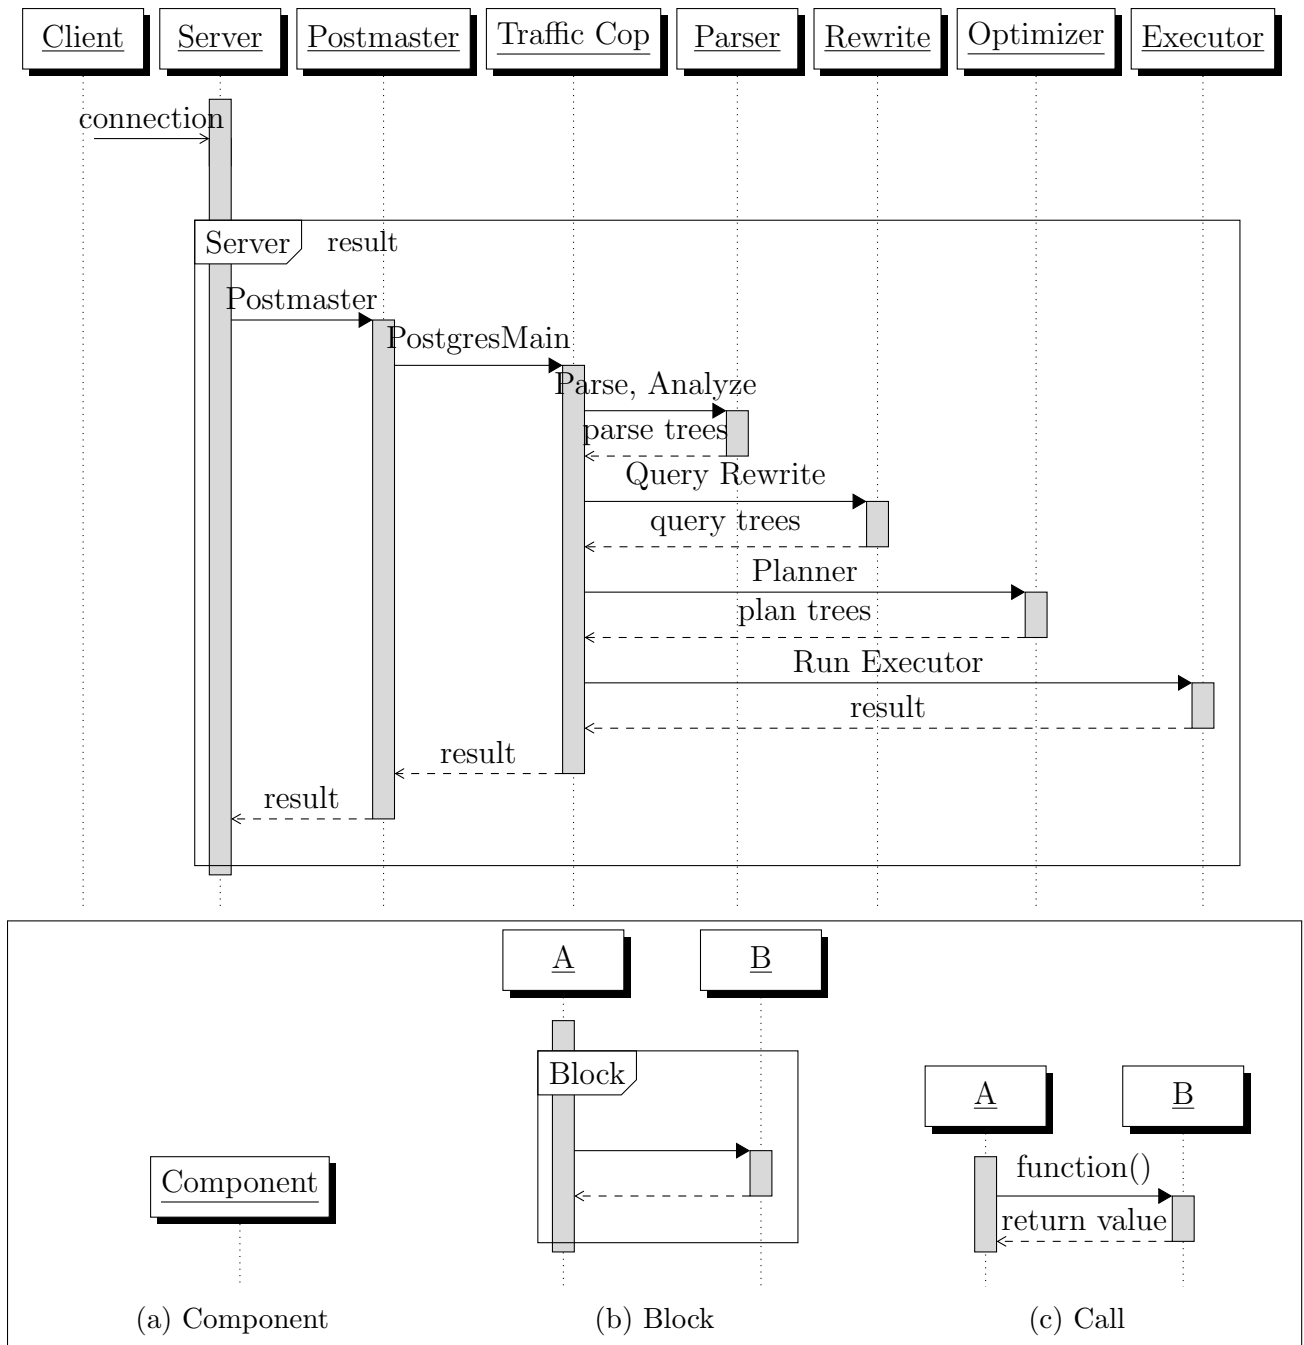 Client Server Postmaster Traffic Cop Parser Rewrite Optimizer Executor
connection
Server result
Postmaster
PostgresMain
Parse, Analyze
parse trees
Query Rewrite
query trees
Planner
plan trees
Run Executor
result
result
result
A B
Block
A B
function()
Component
return value
(a) Component (b) Block (c) Call